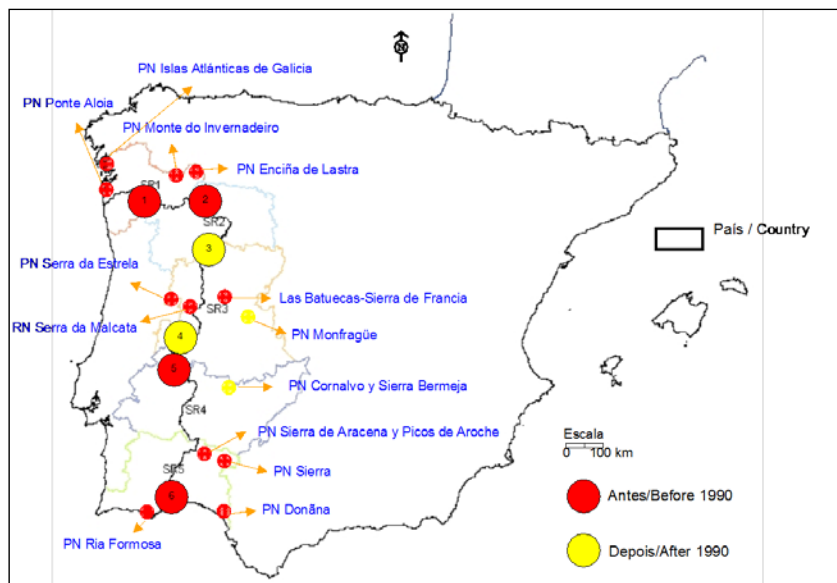 N
PN Islas Atlánticas de Galicia
PN Ponte Aloia
PN Monte do Invernadeiro
PN Enciña de Lastra
SR1
1
2
SR2
3
País / Country
PN Serra da Estrela
Las Batuecas-Sierra de Francia
SR3
RN Serra da Malcata
PN Monfragüe
4
5
PN Cornalvo y Sierra Bermeja
SR4
PN Sierra de Aracena y Picos de Aroche
Escala
0 100 km
PN Sierra
SR5
6
Antes/Before 1990
PN Donãna
PN Ria Formosa
Depois/After 1990